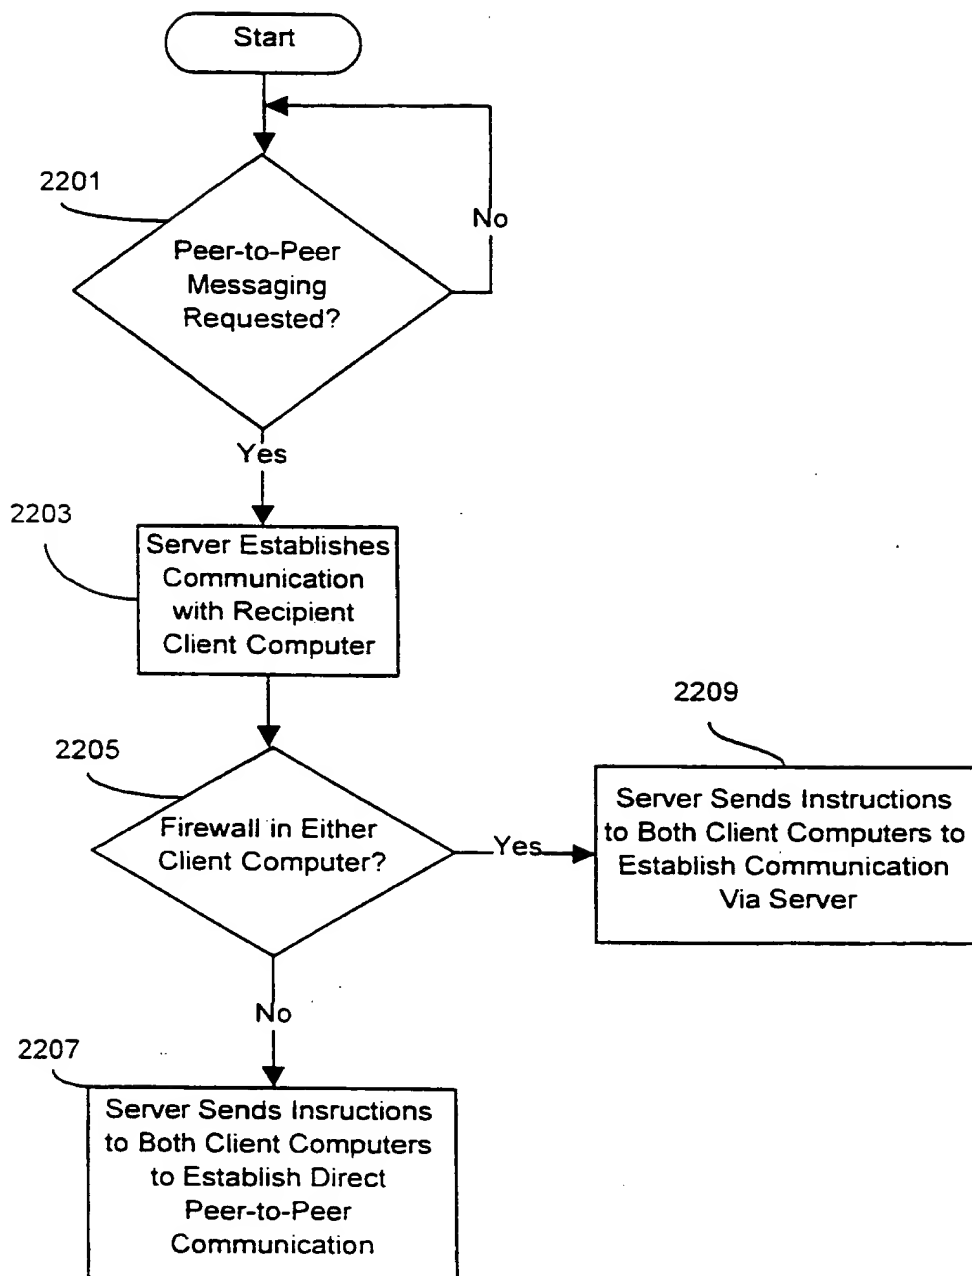 Start
2201
No
Peer-to-Peer
Messaging
Requested?
Yes
2203
Server Establishes
Communication
with Recipient
Client Computer
2209
2205
Server Sends Instructions
to Both Client Computers to
Establish Communication
Via Server
Firewall in Either
Client Computer?
Yes
No
2207
Server Sends Insructions
to Both Client Computers
to Establish Direct
Peer-to-Peer
Communication